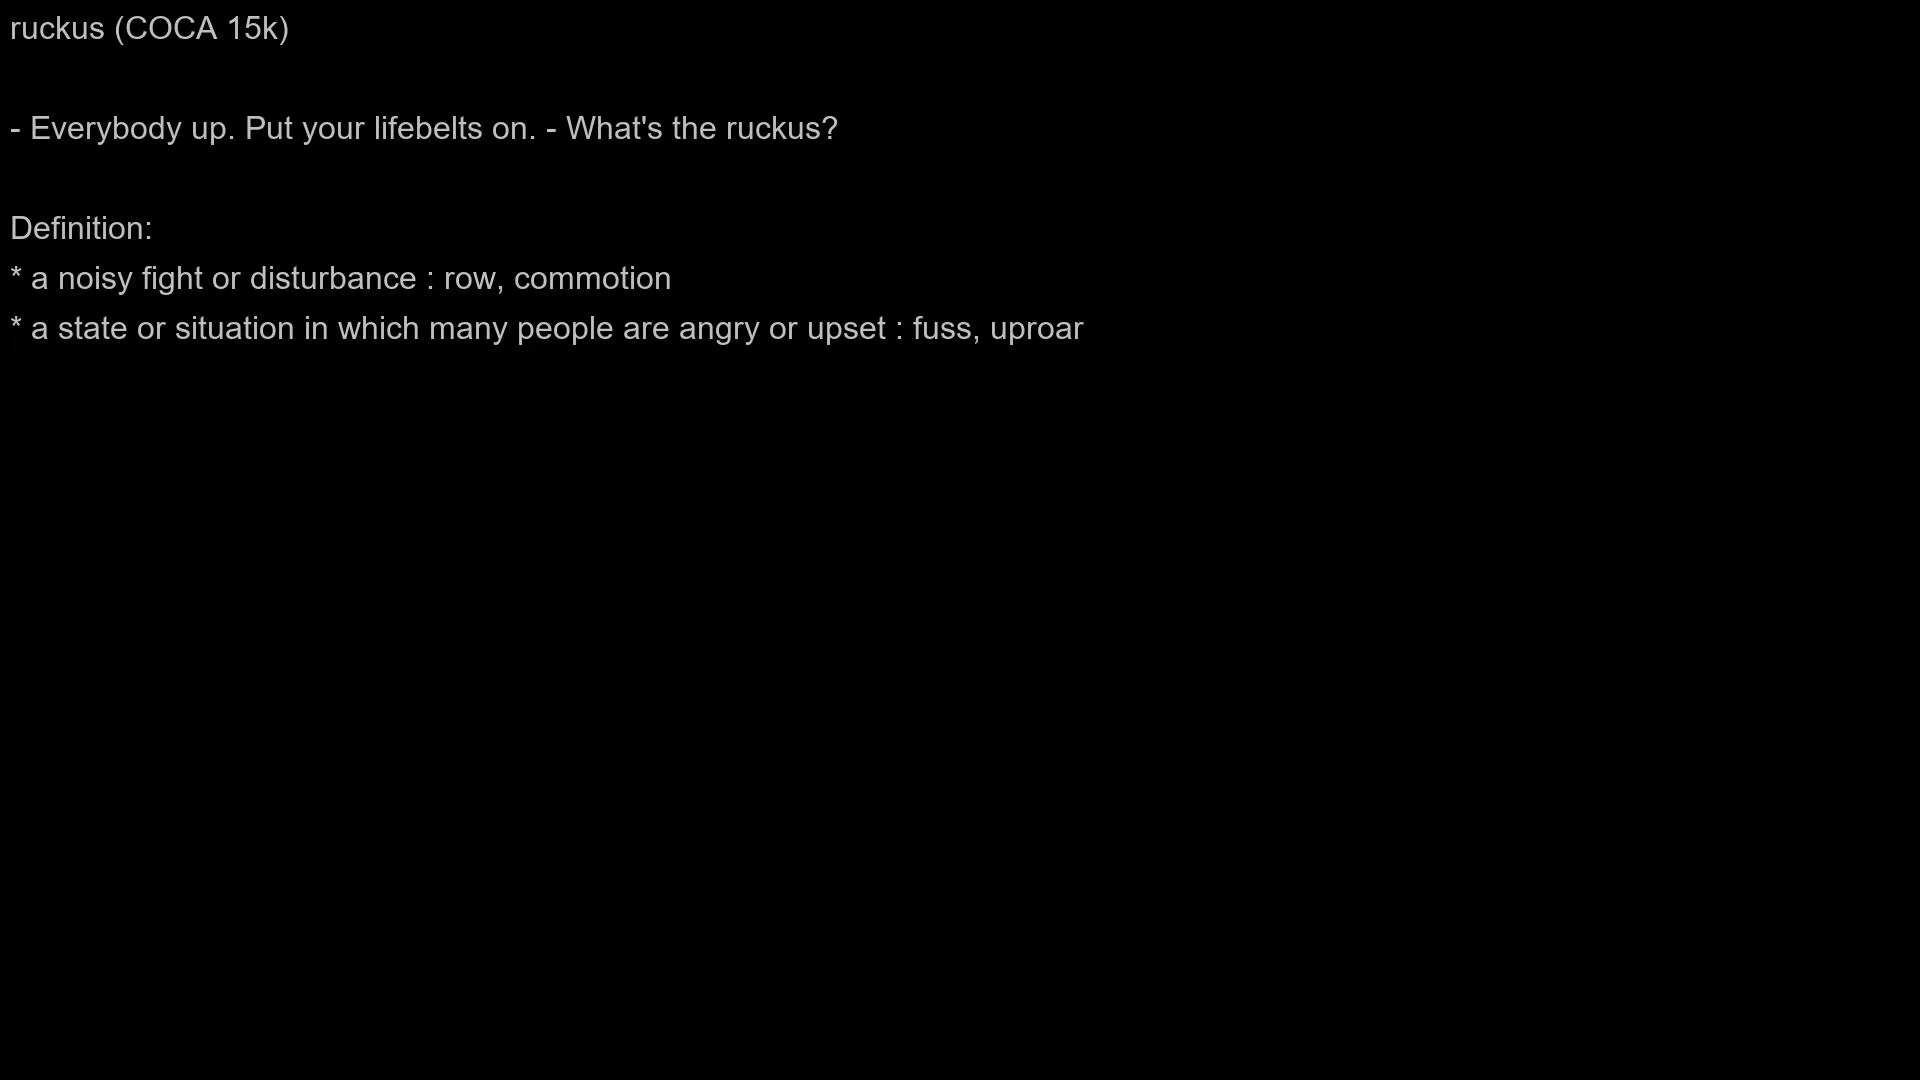 ruckus (COCA 15k)
- Everybody up. Put your lifebelts on. - What's the ruckus?
Definition:
* a noisy fight or disturbance : row, commotion
* a state or situation in which many people are angry or upset : fuss, uproar